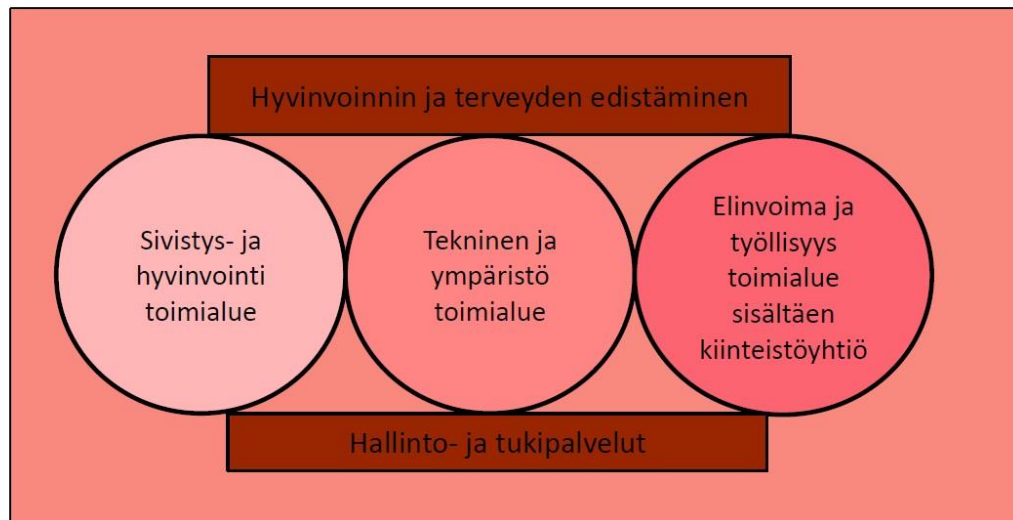 Hyvinvoinnin ja terveyden edistäminen
Sivistys- ja
hyvinvointi
toimialue
Tekninen ja
ympäristö
toimialue
Elinvoima ja
työllisyys
toimialue
sisältäen
kiinteistöyhtiö
Hallinto- ja tukipalvelut